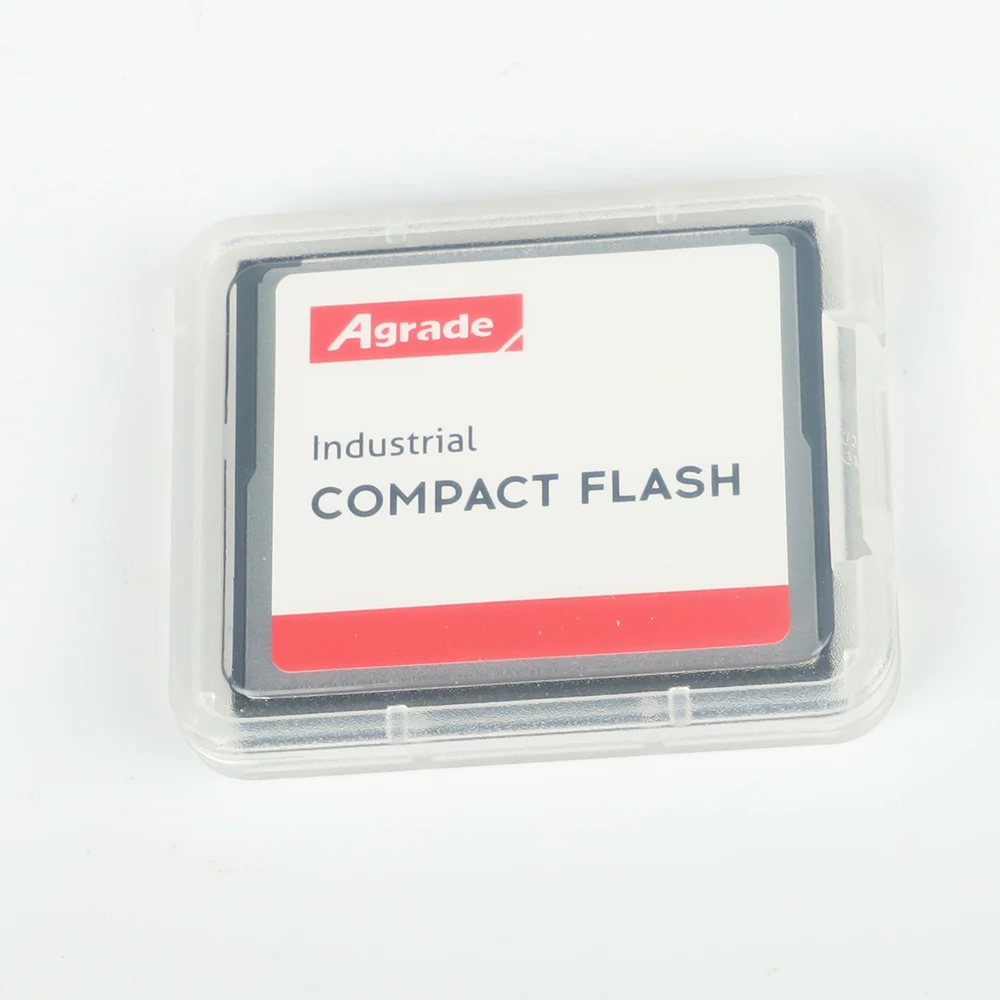 Agrade
Industrial
COMPACT FLASH